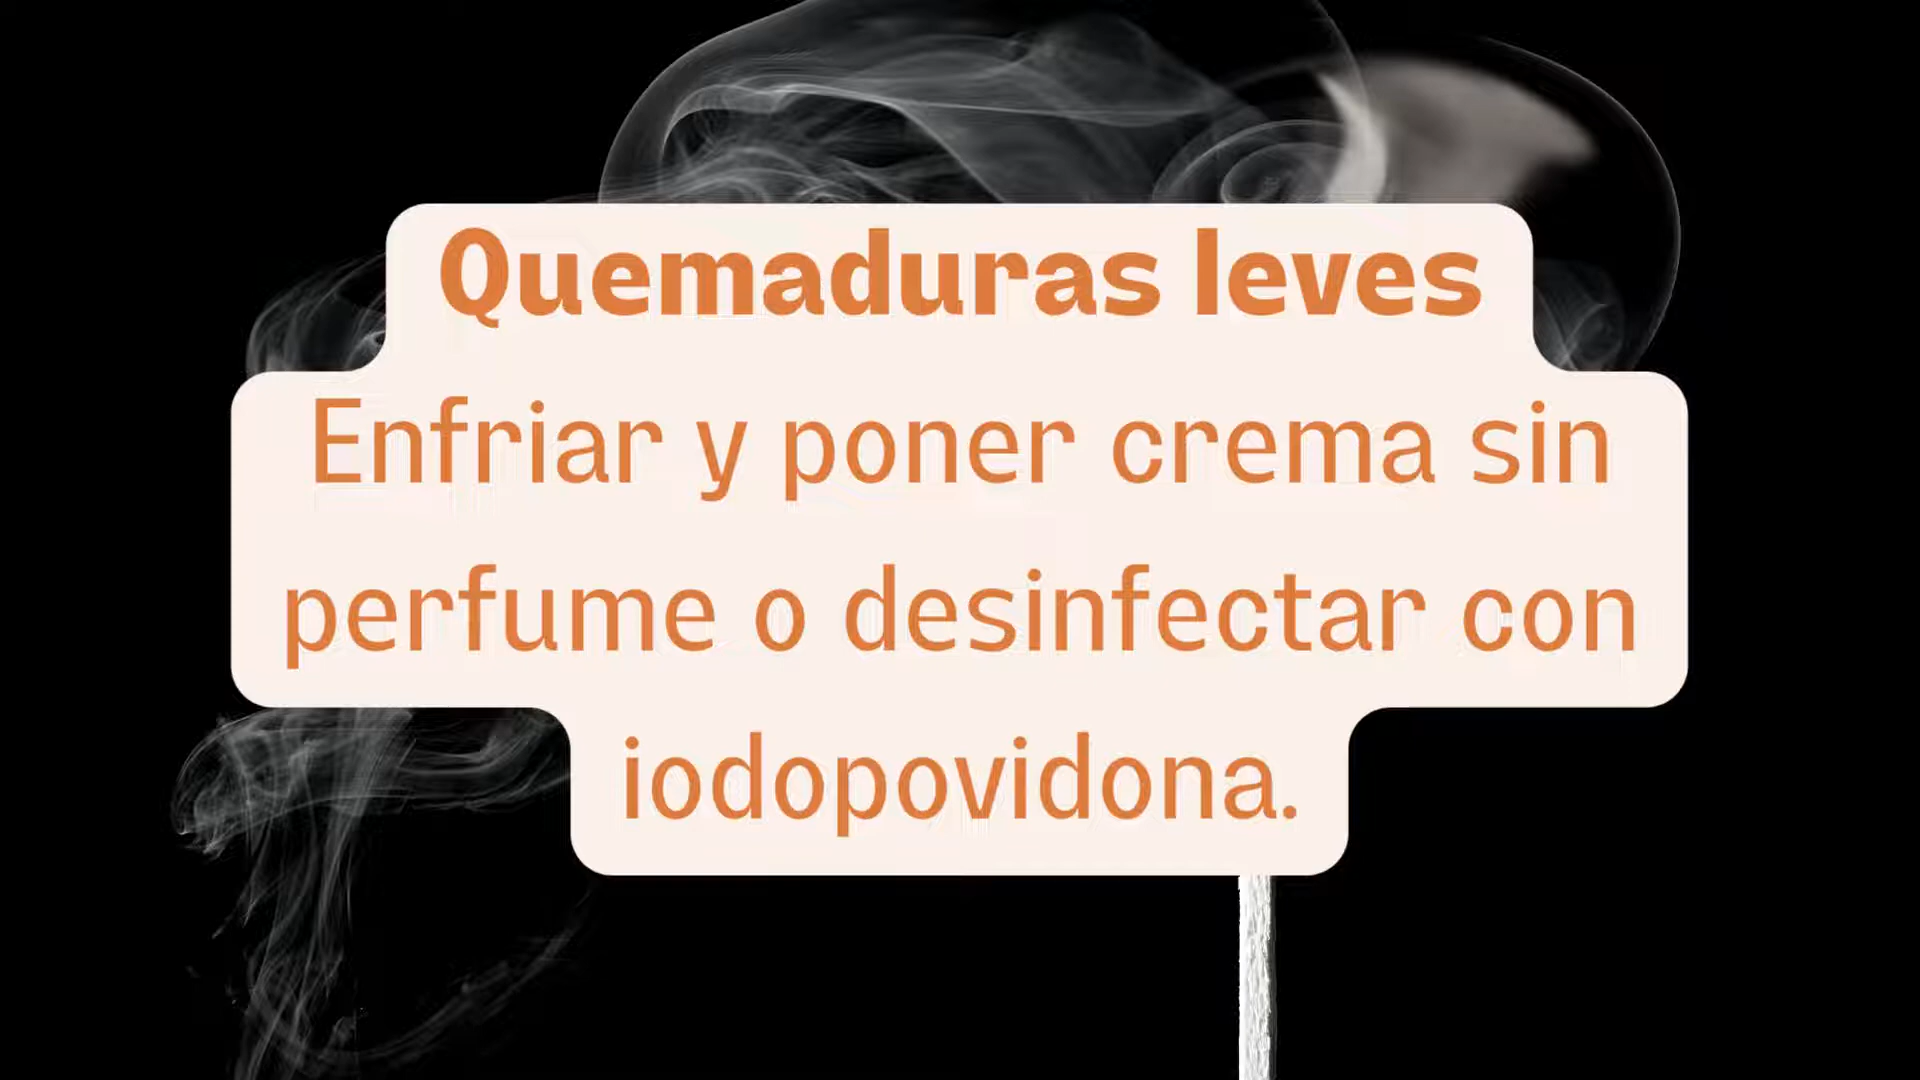 Quemaduras leves
Enfriar y poner crema sin
perfume o desinfectar con
iodopovidona.